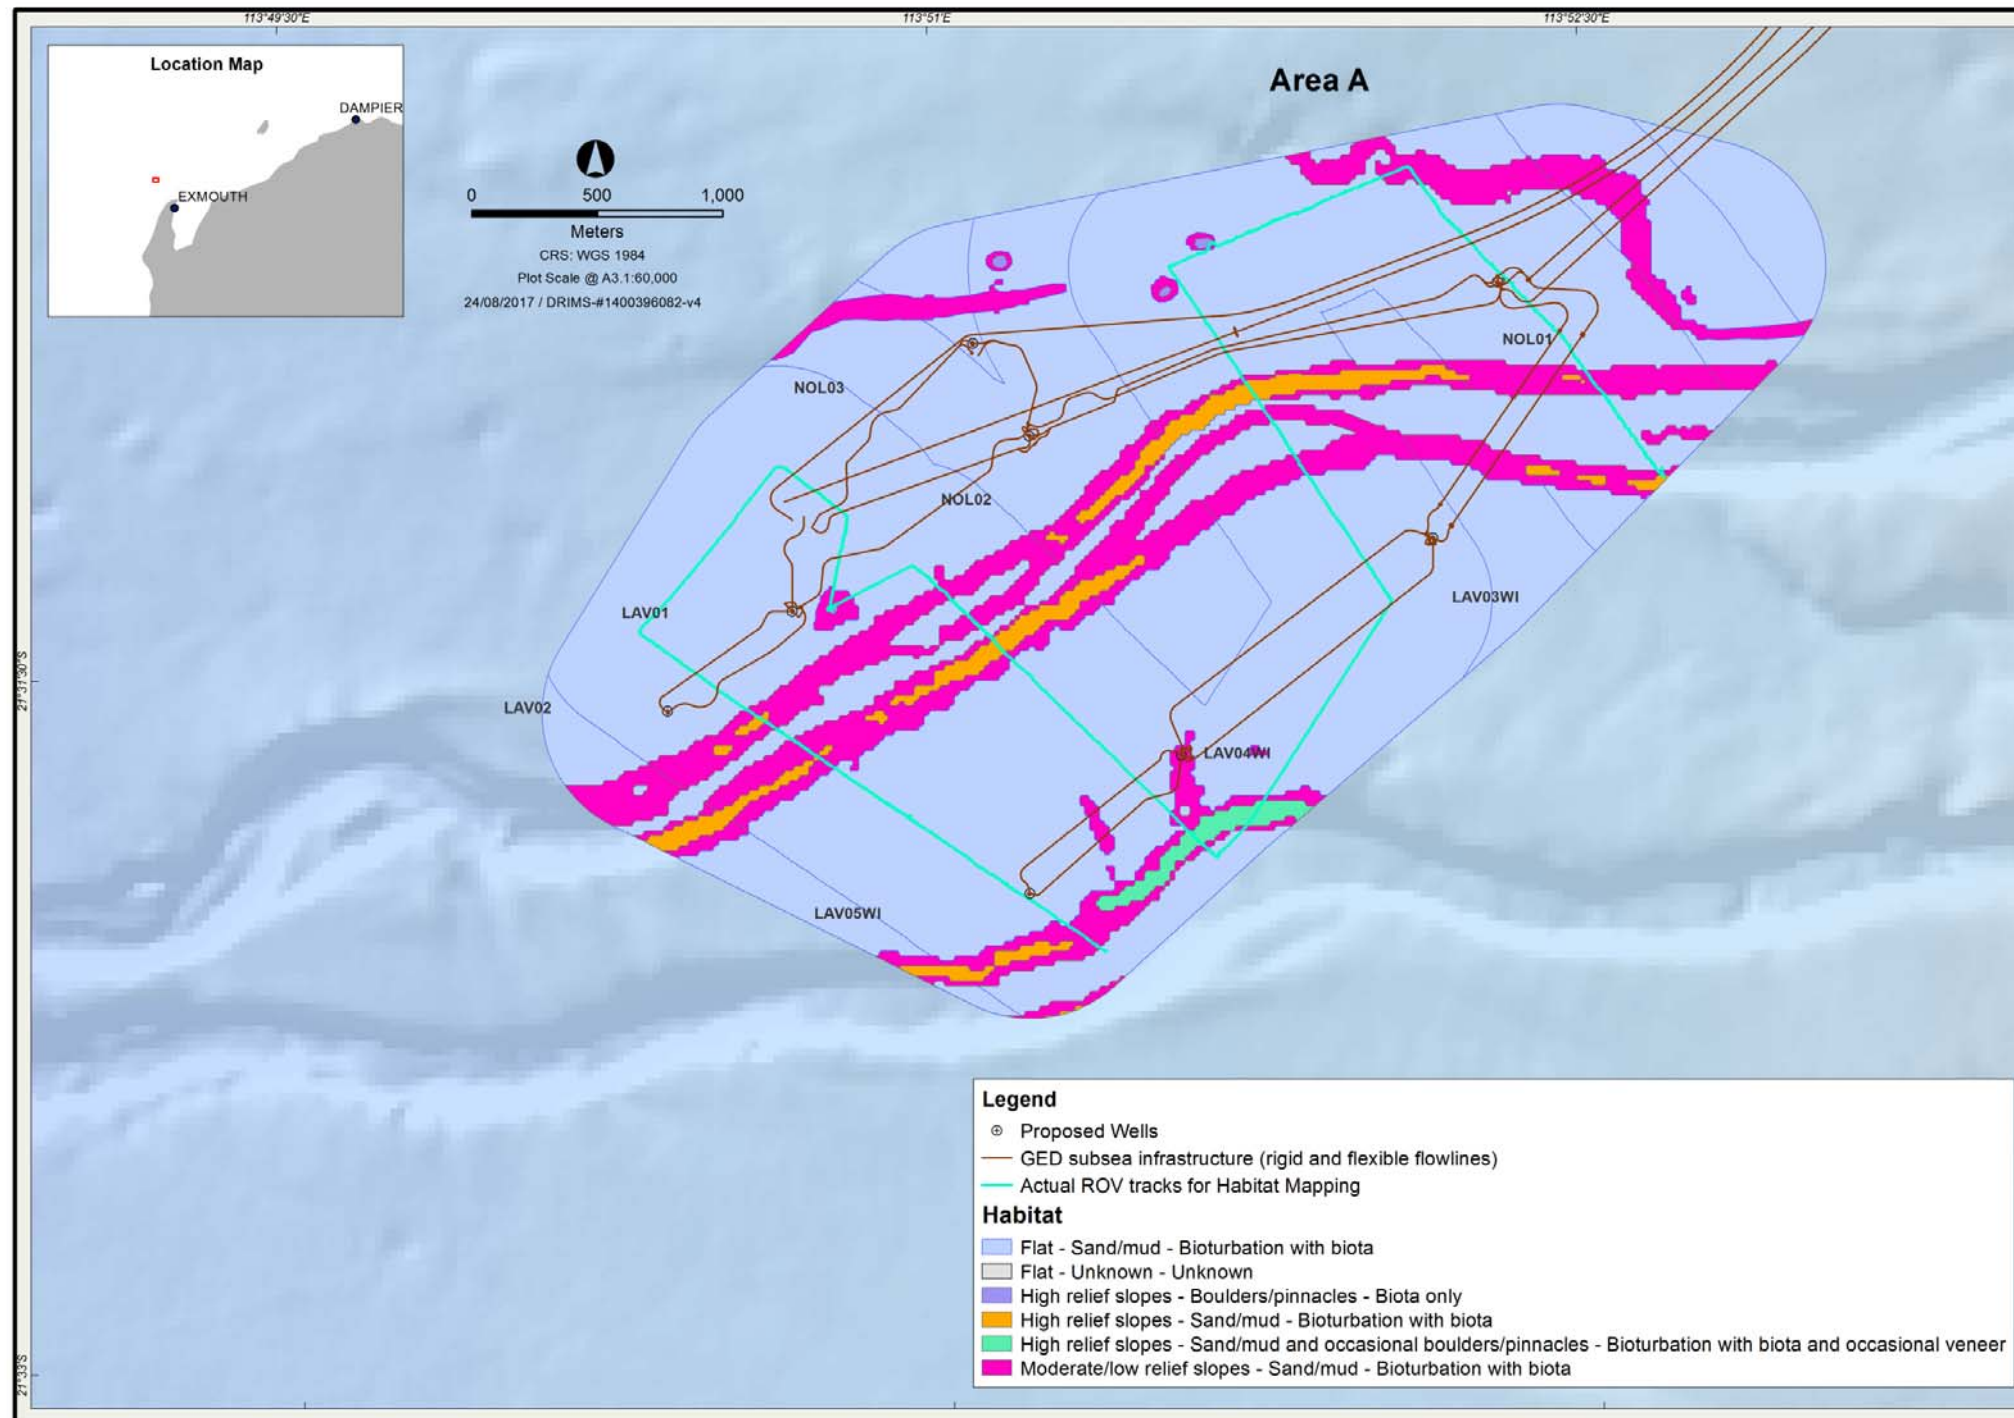 113°49'30"E
113°51'E
113°52'30"E
Location Map
DAMPIER
EXMOUTH
0 500 1,000
Meters
CRS: WGS 1984
Plot Scale @ A3.1:60,000
24/08/2017 / DRIMS-#1400396082-v4
Area A
NOL01
NOL03
NOL02
LAV03WI
LAV01
LAV02
LAV04WI
LAV05WI
21°31'30"S
21°33'S
Legend
Proposed Wells
GED subsea infrastructure (rigid and flexible flowlines)
Actual ROV tracks for Habitat Mapping
Habitat
Flat - Sand/mud - Bioturbation with biota
Flat - Unknown - Unknown
High relief slopes - Boulders/pinnacles - Biota only
High relief slopes - Sand/mud - Bioturbation with biota
High relief slopes - Sand/mud and occasional boulders/pinnacles - Bioturbation with biota and occasional veneer
Moderate/low relief slopes - Sand/mud - Bioturbation with biota